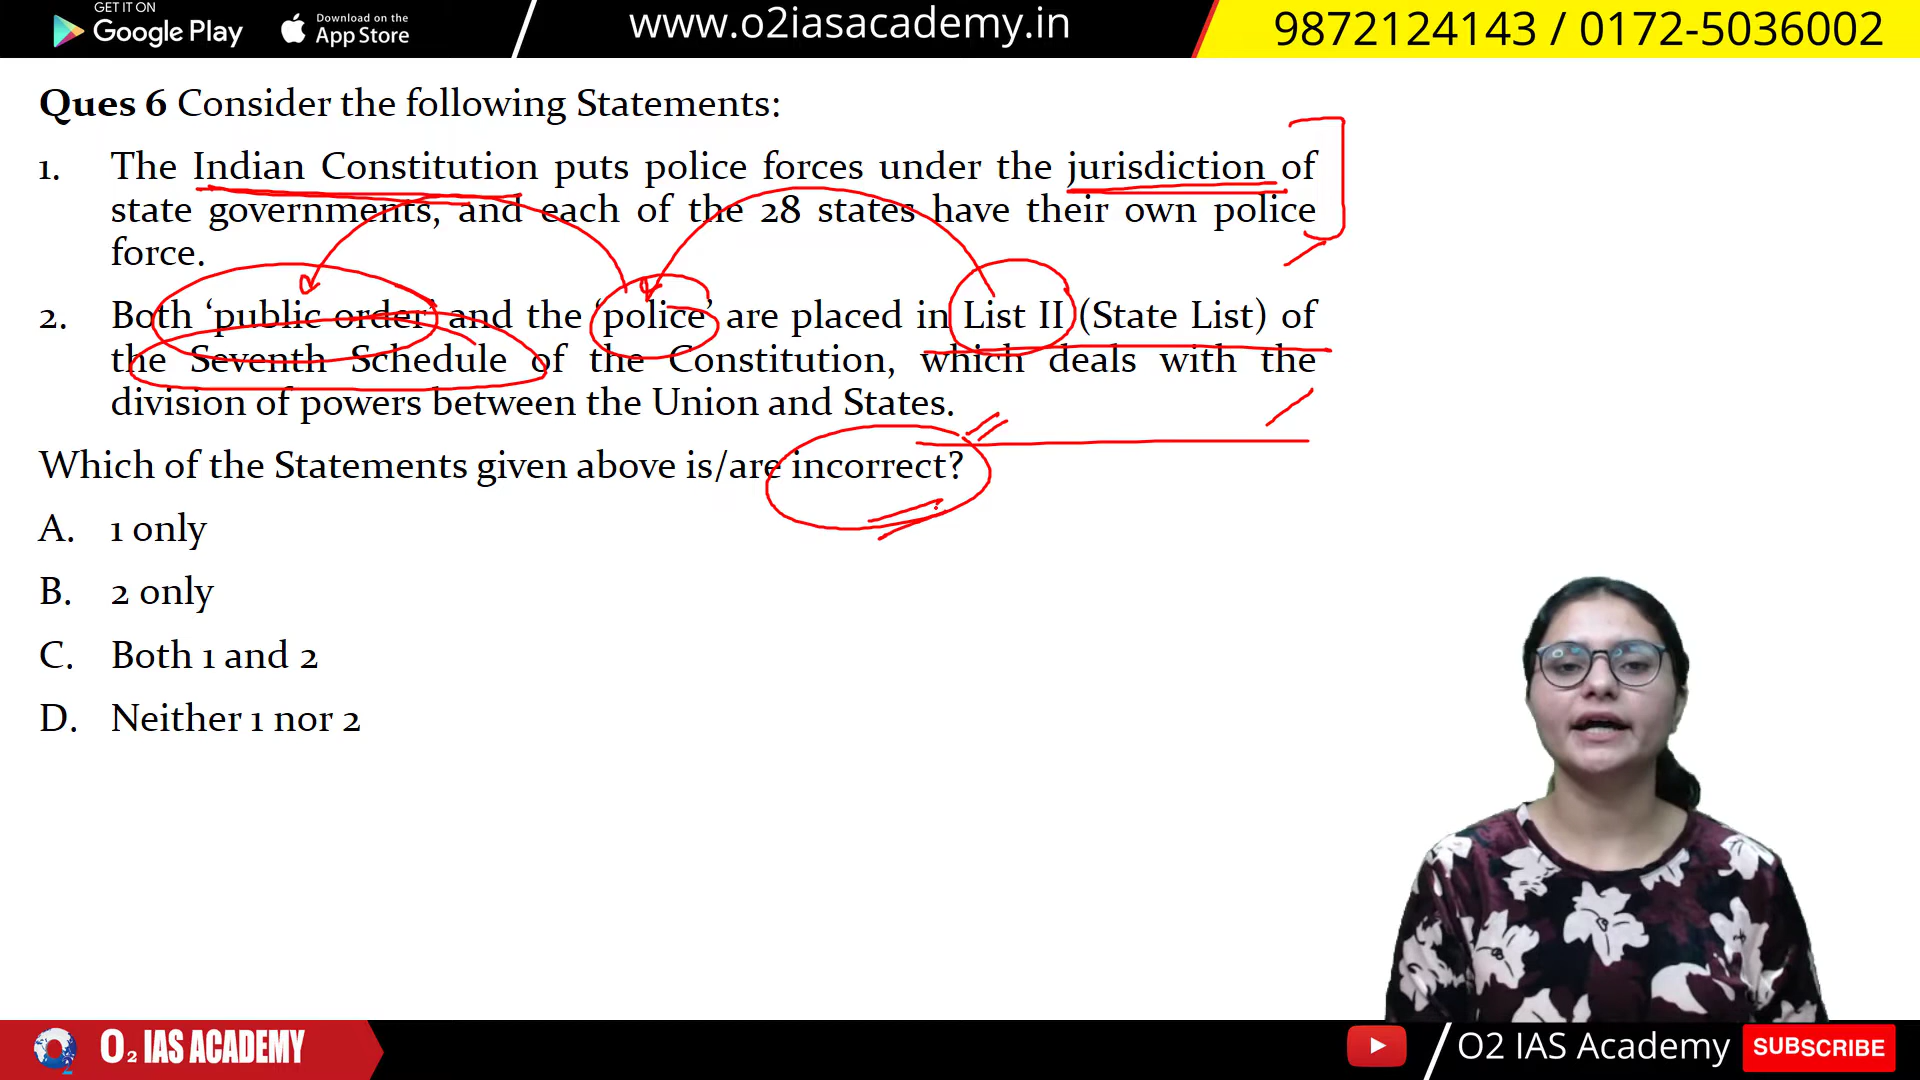 GET IT ON
Google Play
Download on the
App Store
www.o2iasacademy.in
9872124143 / 0172-5036002
Ques 6 Consider the following Statements:
1. The Indian Constitution puts police forces under the jurisdiction of
state governments, and each of the 28 states have their own police
force.
2. Both ‘public order’ and the ‘police’ are placed in List II (State List) of
the Seventh Schedule of the Constitution, which deals with the
division of powers between the Union and States.
Which of the Statements given above is/are incorrect?
A. 1 only
B. 2 only
C. Both 1 and 2
D. Neither 1 nor 2
O2 IAS ACADEMY
O2 IAS Academy
SUBSCRIBE